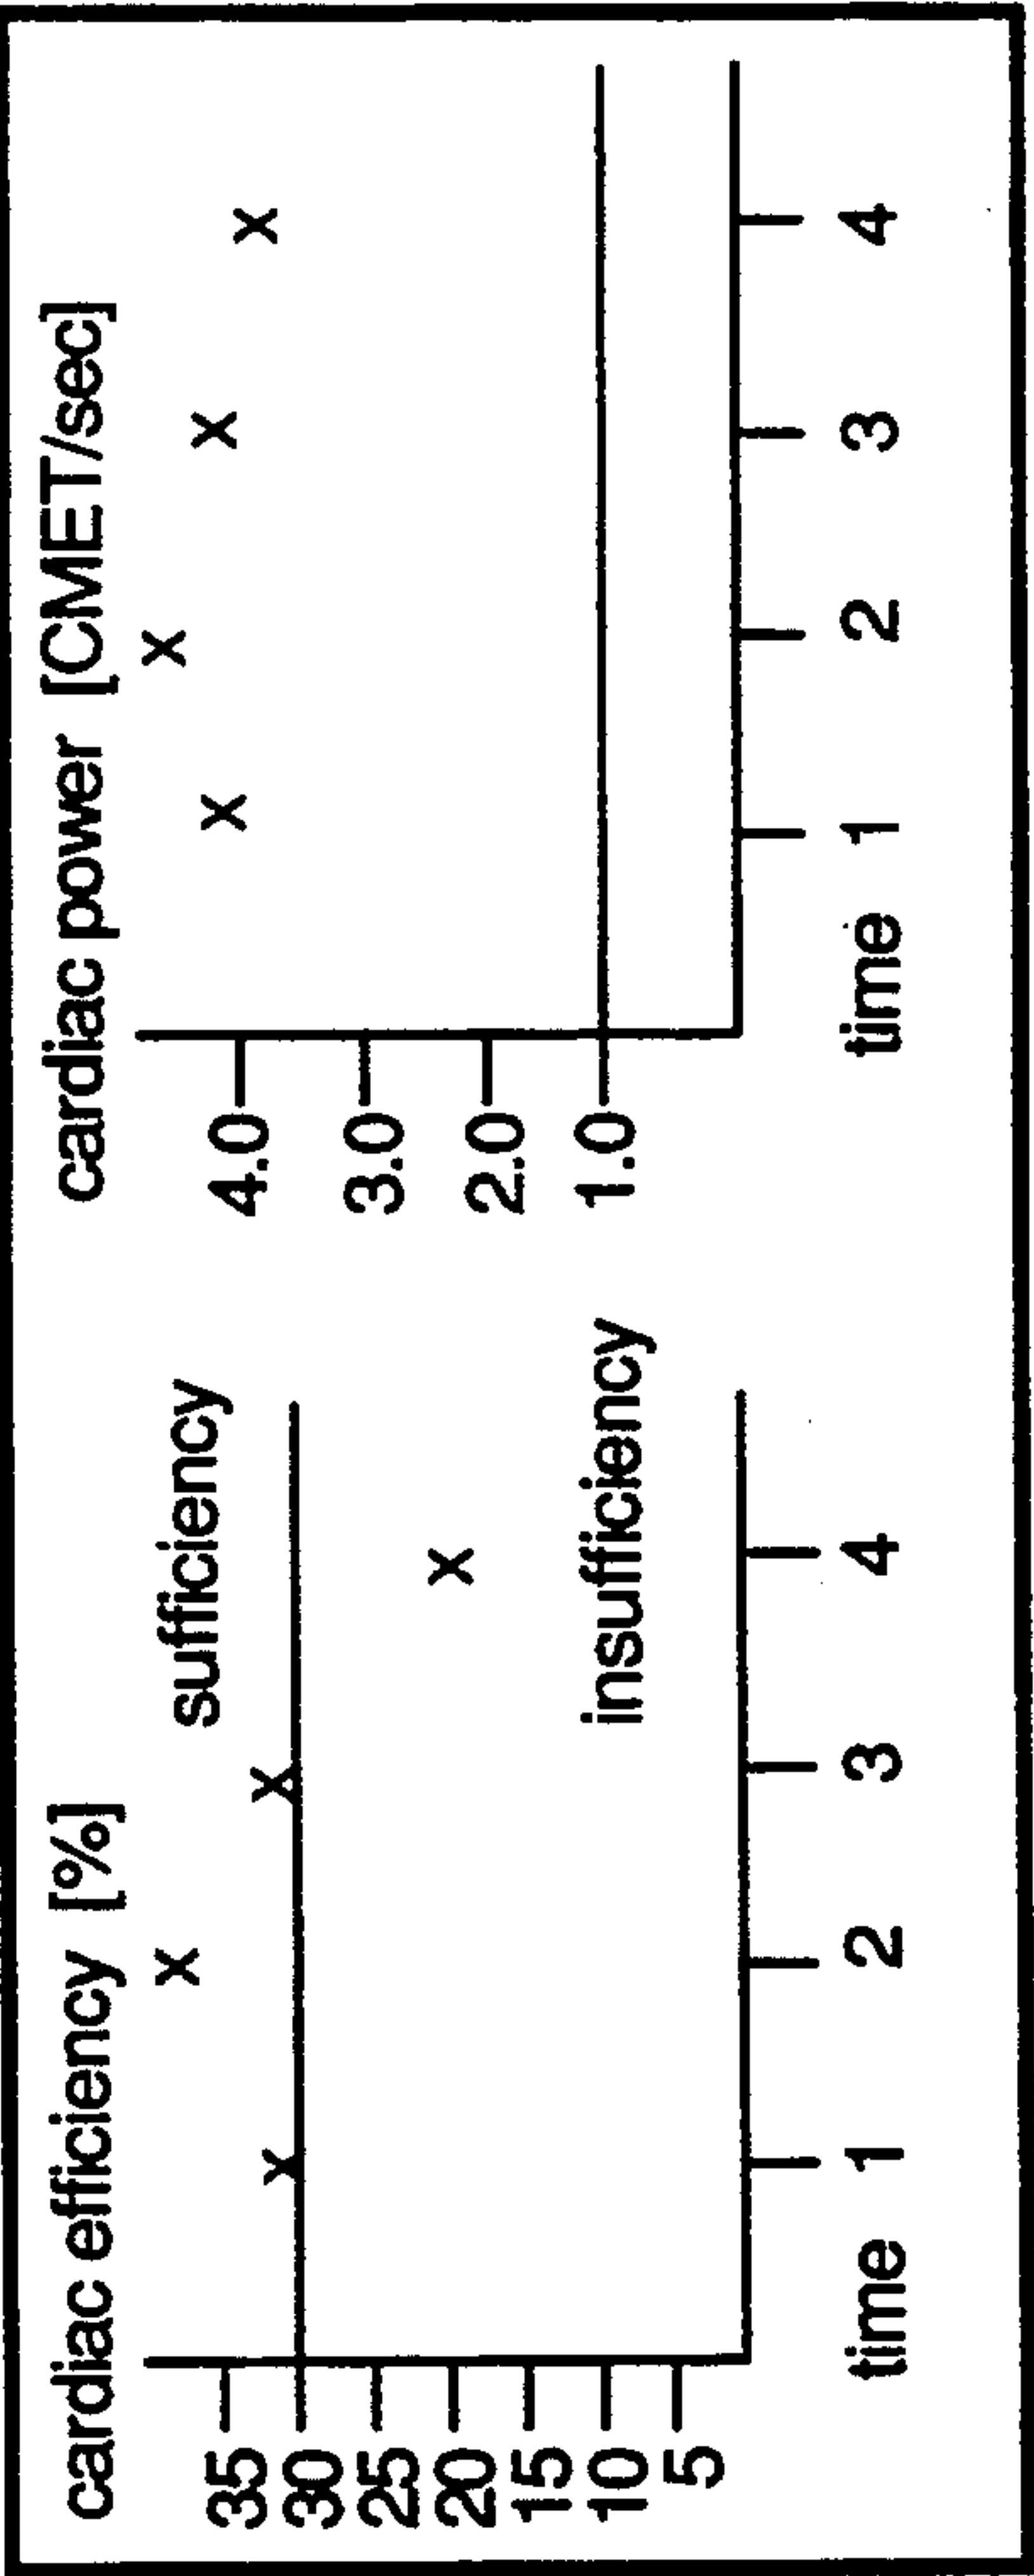 cardiac efficiency [%]
35
30
25
20
15
10
5
sufficiency
insufficiency
time 1 2 3 4
cardiac power [CMET/sec]
4.0
3.0
2.0
1.0
time 1 2 3 4